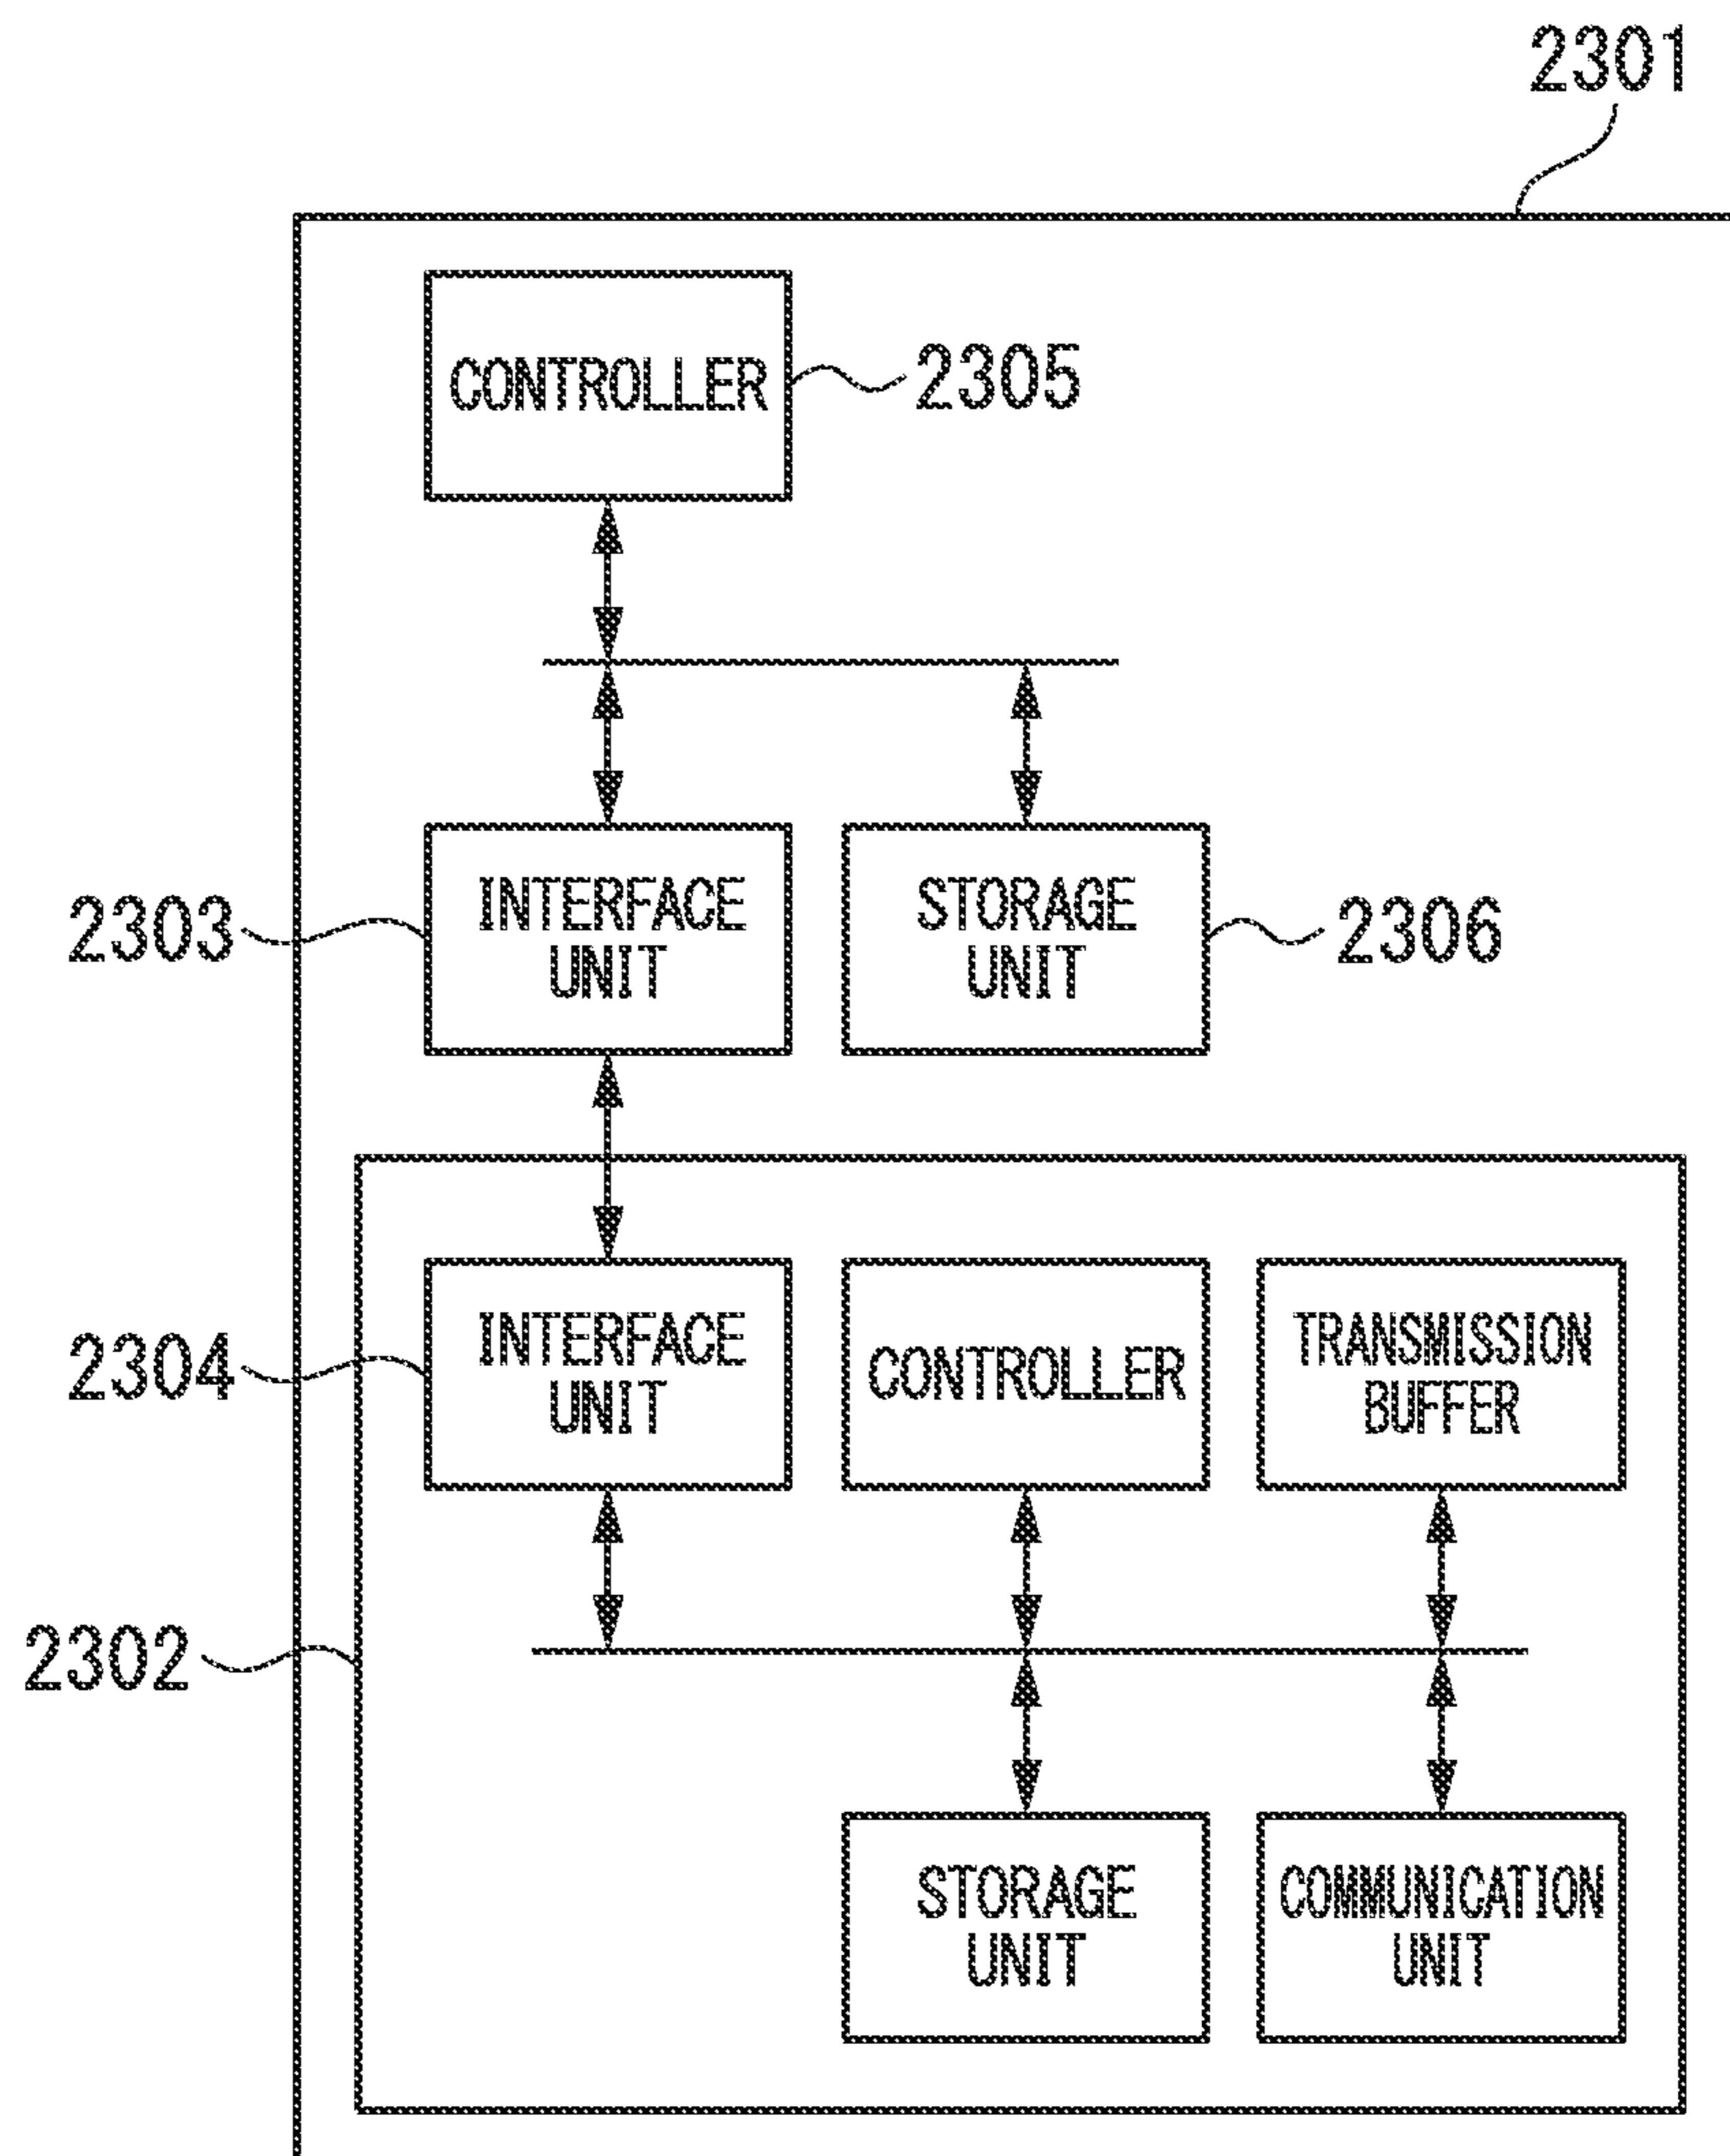 2301
CONTROLLER
2305
INTERFACE
UNIT
2303
STORAGE
UNIT
2306
INTERFACE
UNIT
2304
CONTROLLER
TRANSMISSION
BUFFER
2302
STORAGE
UNIT
COMMUNICATION
UNIT